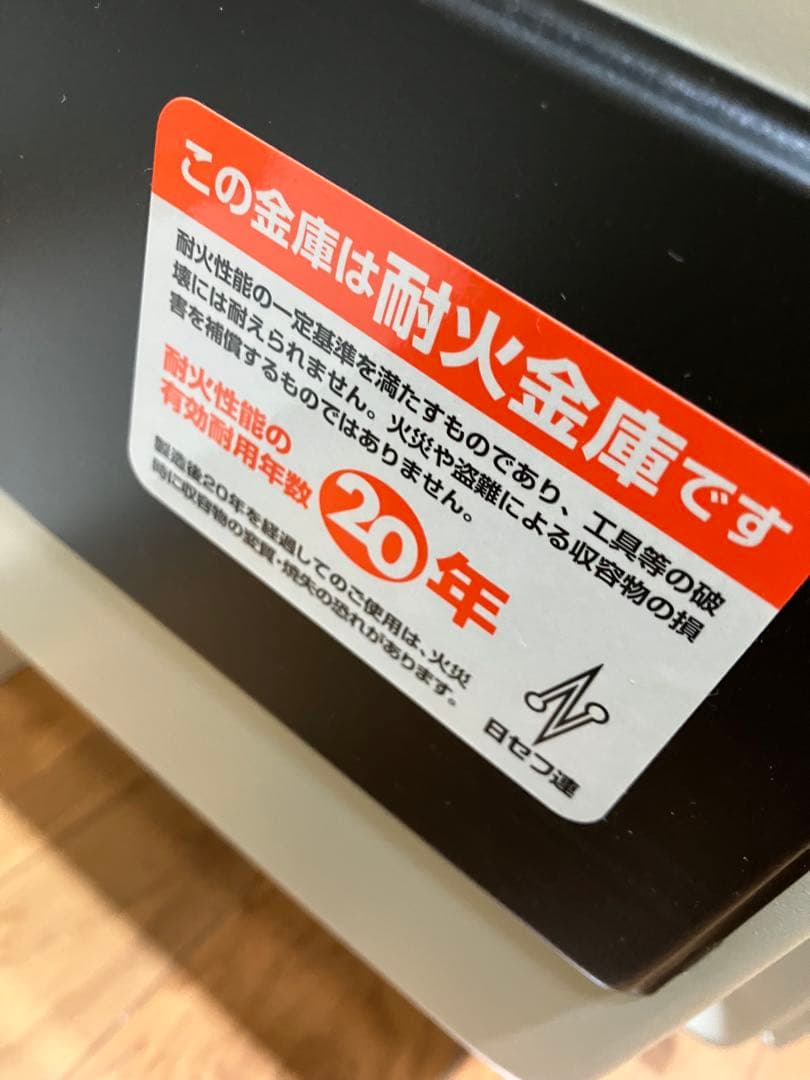 この金庫は耐火金庫です
耐火性能の一定基準を満たすものであり、工具等の破
壊には耐えられません。火災や盗難による収容物の損
害を補償するものではありません。
耐火性能の
有効耐用年数
20年
製造後20年を経過してのご使用は、火災
時に収容物の変質・焼失の恐れがあります。
日セフ連